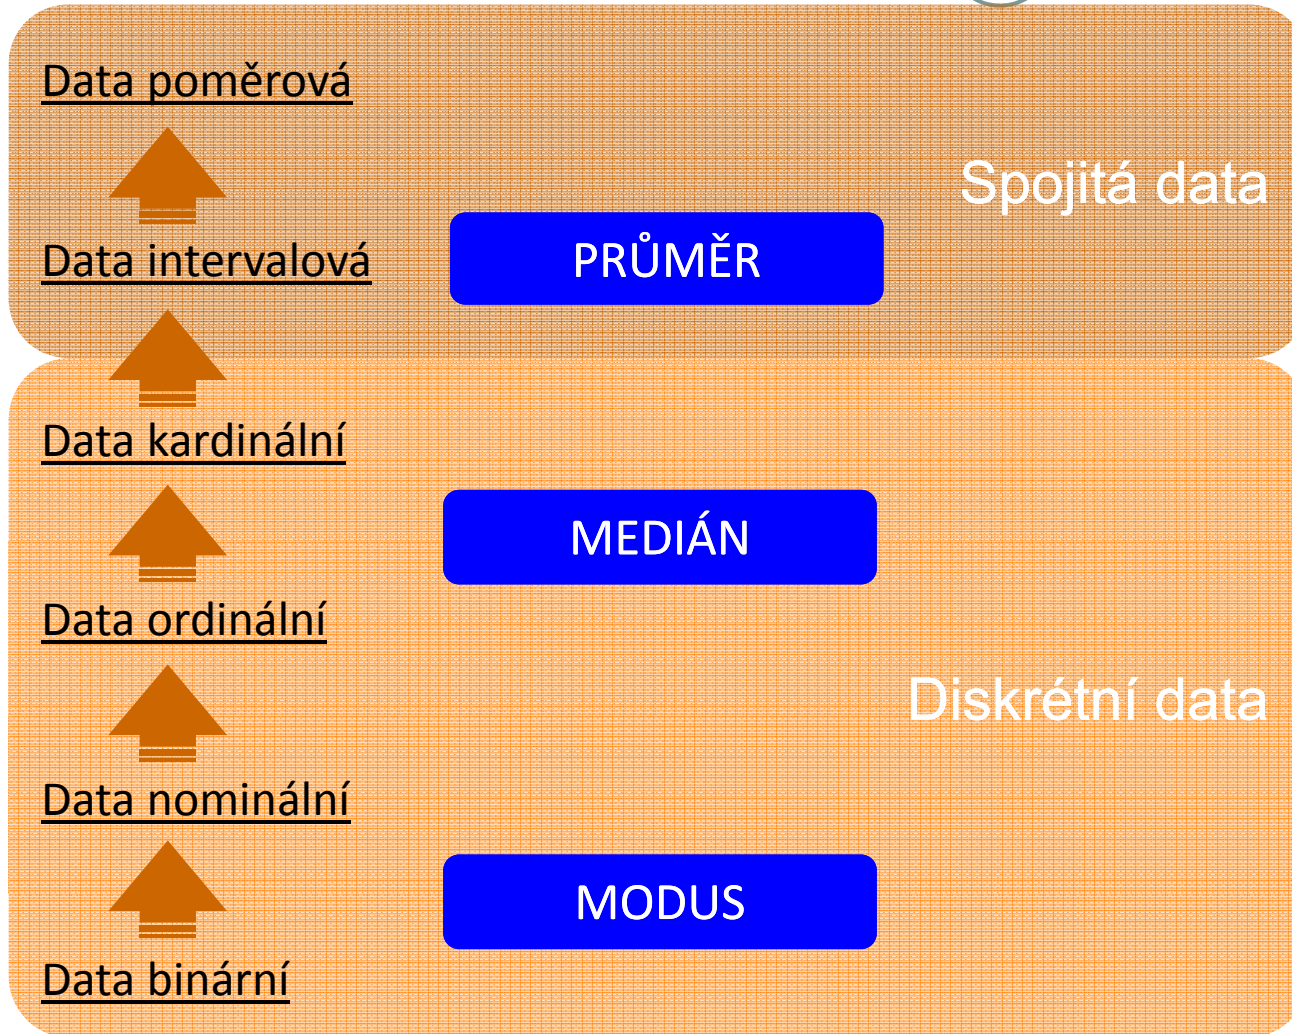 Data poměrová
Spojitá data
Data intervalová
PRŮMĚR
Data kardinální
MEDIÁN
Data ordinální
Diskrétní data
Data nominální
MODUS
Data binární